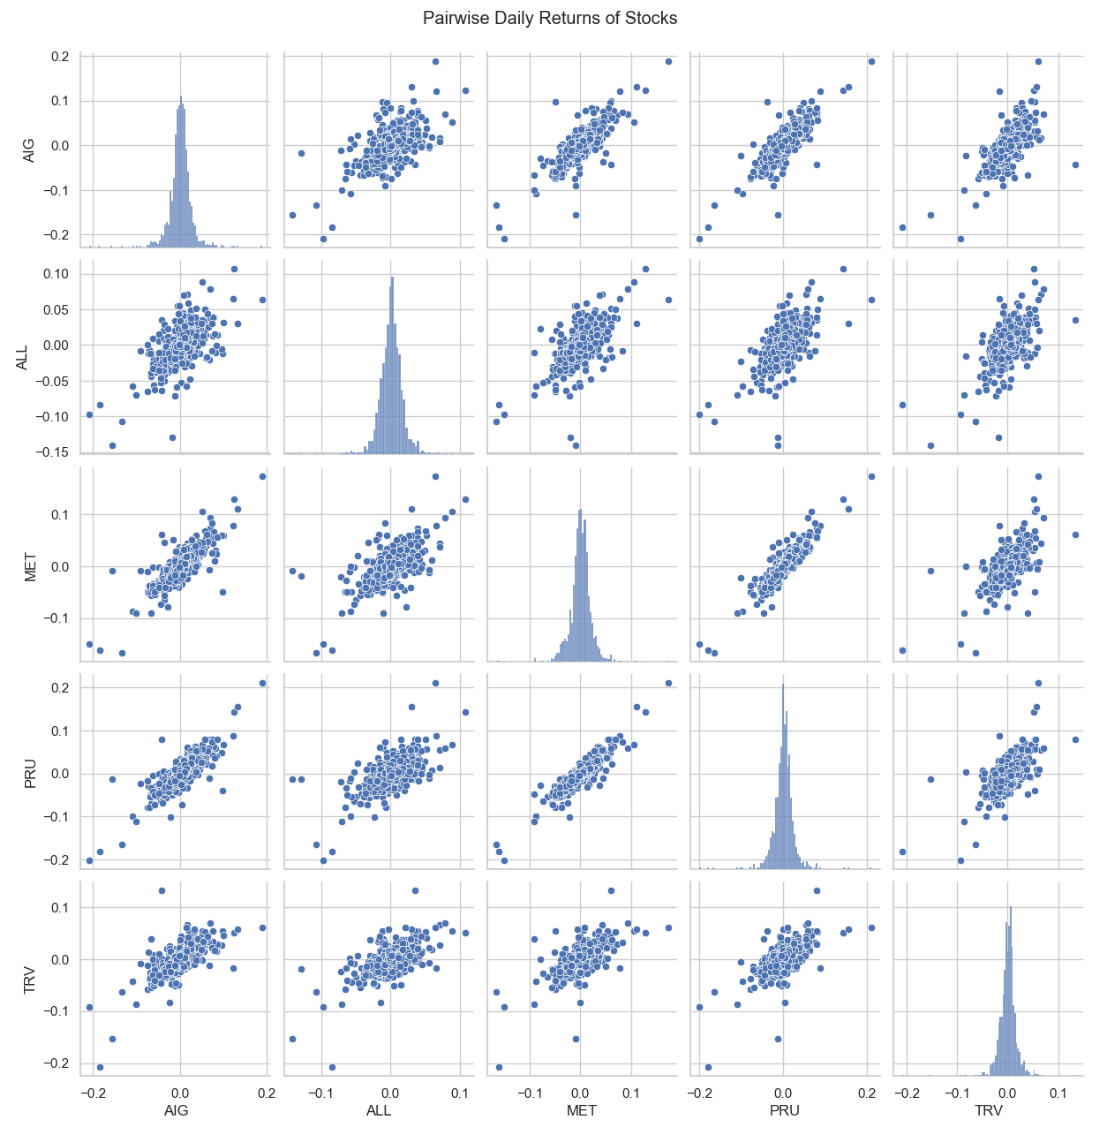 Pairwise Daily Returns of Stocks
0.2
0.1
0.0
−0.1
−0.2
AIG
0.10
0.05
0.00
−0.05
−0.10
−0.15
ALL
0.1
0.0
−0.1
MET
0.2
0.1
0.0
−0.1
−0.2
PRU
0.1
0.0
−0.1
−0.2
TRV
−0.2 0.0 0.2 −0.1 0.0 0.1 −0.1 0.0 0.1 −0.2 0.0 0.2 −0.2 −0.1 0.0 0.1
AIG ALL MET PRU TRV